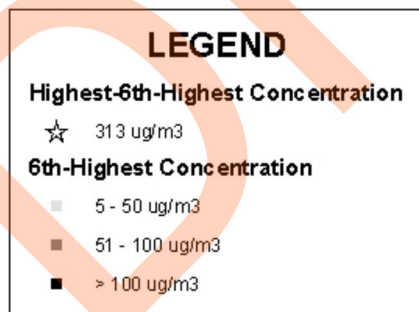 LEGEND
Highest-6th-Highest Concentration
313 ug/m3
6th-Highest Concentration
5 - 50 ug/m3
51 - 100 ug/m3
> 100 ug/m3